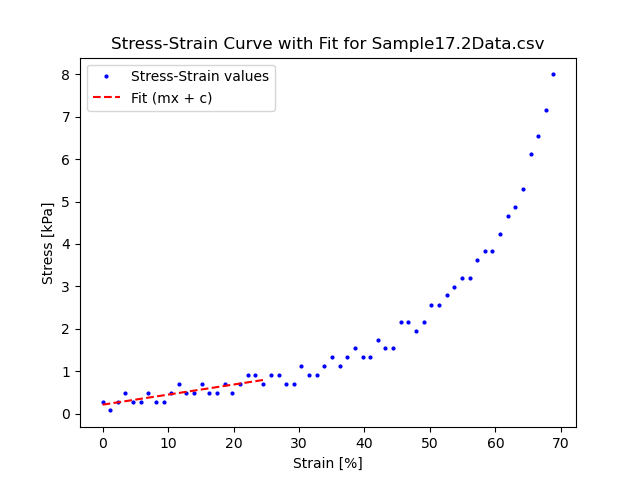 Stress-Strain Curve with Fit for Sample17.2Data.csv
Stress-Strain values
Fit (mx + c)
8
7
6
5
4
3
2
1
0
Stress [kPa]
0 10 20 30 40 50 60 70
Strain [%]